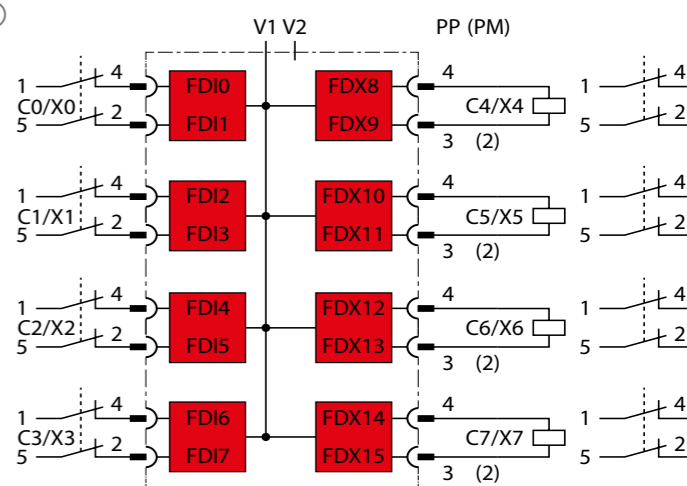 V1 V2 PP (PM)
1 4 FDI0 FDX8 4 1 4
C0/X0 C4/X4
5 2 FDI1 FDX9 3 (2) 5 2
1 4 FDI2 FDX10 4 1 4
C1/X1 C5/X5
5 2 FDI3 FDX11 3 (2) 5 2
1 4 FDI4 FDX12 4 1 4
C2/X2 C6/X6
5 2 FDI5 FDX13 3 (2) 5 2
1 4 FDI6 FDX14 4 1 4
C3/X3 C7/X7
5 2 FDI7 FDX15 3 (2) 5 2